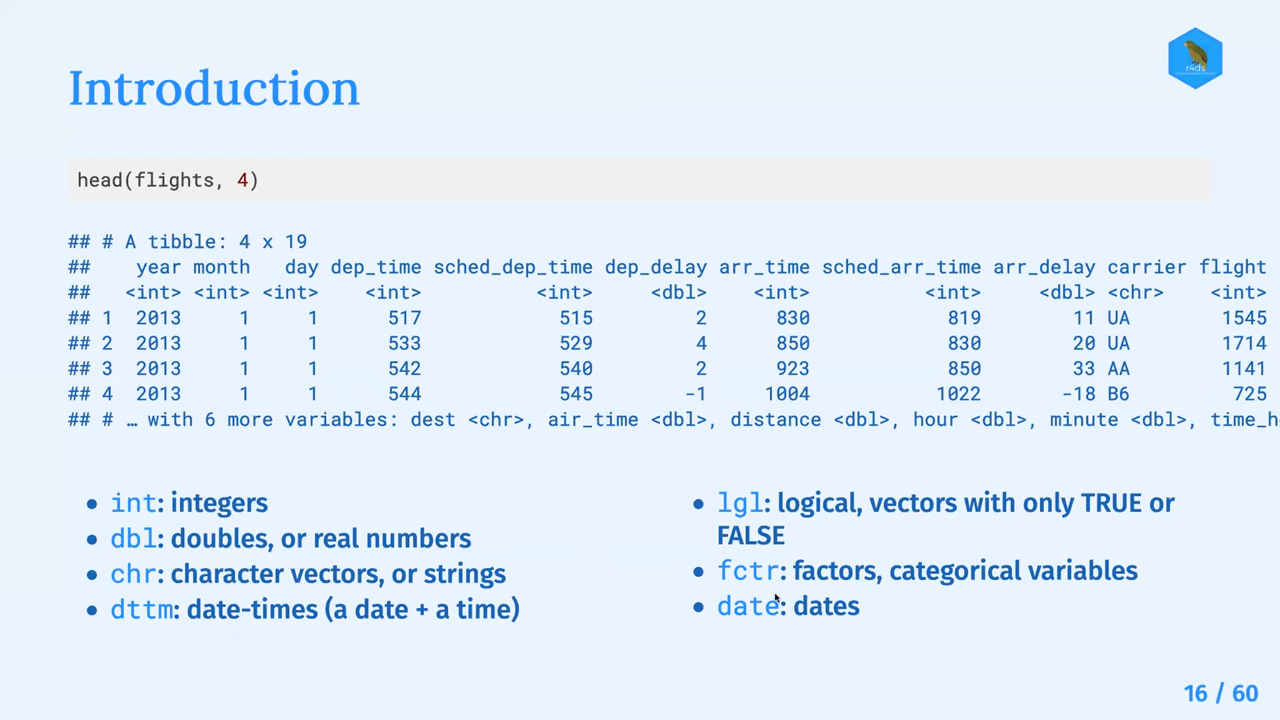 r4ds
Introduction
head(flights, 4)
## # A tibble: 4 x 19
##    year month   day dep_time sched_dep_time dep_delay arr_time sched_arr_time arr_delay carrier flight
##   <int> <int> <int>    <int>          <int>     <dbl>    <int>          <int>     <dbl> <chr>    <int>
## 1  2013     1     1      517            515         2      830            819        11 UA        1545
## 2  2013     1     1      533            529         4      850            830        20 UA        1714
## 3  2013     1     1      542            540         2      923            850        33 AA        1141
## 4  2013     1     1      544            545        -1     1004           1022       -18 B6         725
## # … with 6 more variables: dest <chr>, air_time <dbl>, distance <dbl>, hour <dbl>, minute <dbl>, time_h
• int: integers
• dbl: doubles, or real numbers
• chr: character vectors, or strings
• dttm: date-times (a date + a time)
• lgl: logical, vectors with only TRUE or
FALSE
• fctr: factors, categorical variables
• date: dates
16 / 60